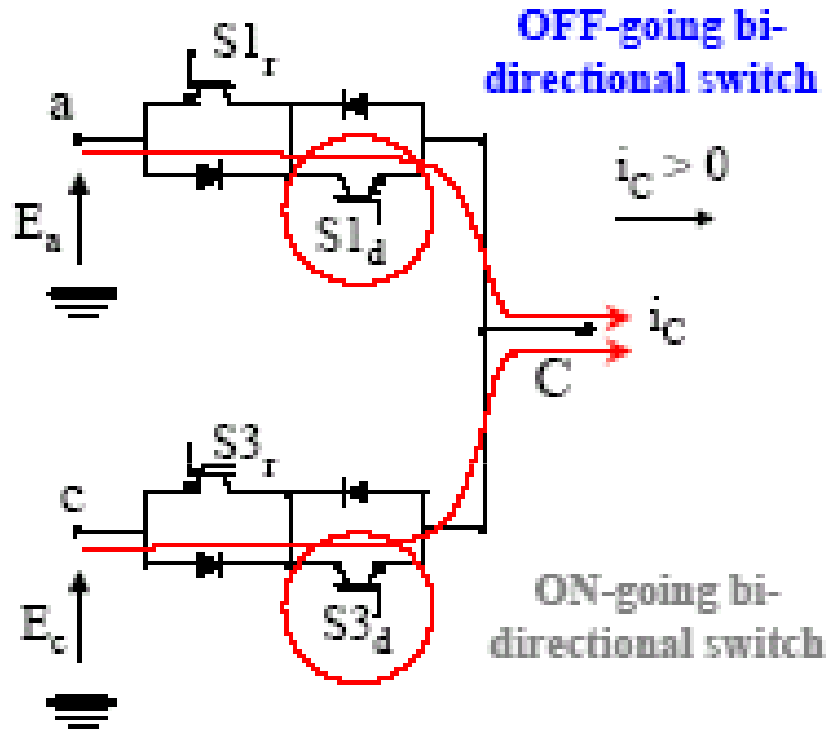 OFF-going bi-
directional switch
S1r
a
iC > 0
Ea
S1d
iC
C
S3r
c
ON-going bi-
directional switch
Ec
S3d